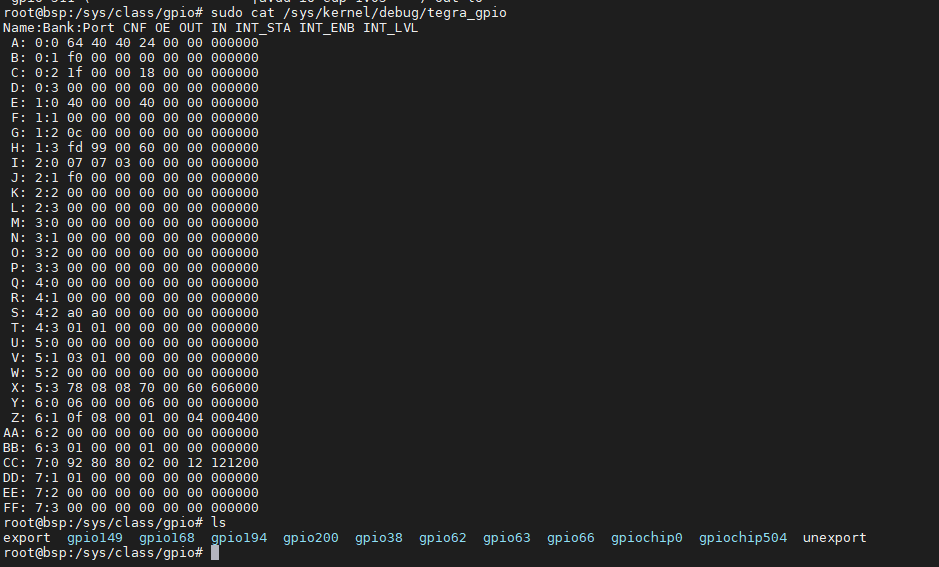 root@bsp:/sys/class/gpio# sudo cat /sys/kernel/debug/tegra_gpio
Name:Bank:Port CNF OE OUT IN INT_STA INT_ENB INT_LVL
A: 0:0 64 40 40 24 00 00 000000
B: 0:1 f0 00 00 00 00 00 000000
C: 0:2 1f 00 00 18 00 00 000000
D: 0:3 00 00 00 00 00 00 000000
E: 1:0 40 00 00 40 00 00 000000
F: 1:1 00 00 00 00 00 00 000000
G: 1:2 0c 00 00 00 00 00 000000
H: 1:3 fd 99 00 60 00 00 000000
I: 2:0 07 07 03 00 00 00 000000
J: 2:1 f0 00 00 00 00 00 000000
K: 2:2 00 00 00 00 00 00 000000
L: 2:3 00 00 00 00 00 00 000000
M: 3:0 00 00 00 00 00 00 000000
N: 3:1 00 00 00 00 00 00 000000
O: 3:2 00 00 00 00 00 00 000000
P: 3:3 00 00 00 00 00 00 000000
Q: 4:0 00 00 00 00 00 00 000000
R: 4:1 00 00 00 00 00 00 000000
S: 4:2 a0 a0 00 00 00 00 000000
T: 4:3 01 01 00 00 00 00 000000
U: 5:0 00 00 00 00 00 00 000000
V: 5:1 03 01 00 00 00 00 000000
W: 5:2 00 00 00 00 00 00 000000
X: 5:3 78 08 08 70 00 60 606000
Y: 6:0 06 00 00 06 00 00 000000
Z: 6:1 0f 08 00 01 00 04 000400
AA: 6:2 00 00 00 00 00 00 000000
BB: 6:3 01 00 00 01 00 00 000000
CC: 7:0 92 80 80 02 00 12 121200
DD: 7:1 01 00 00 00 00 00 000000
EE: 7:2 00 00 00 00 00 00 000000
FF: 7:3 00 00 00 00 00 00 000000
root@bsp:/sys/class/gpio# ls
export gpio149 gpio168 gpio194 gpio200 gpio38 gpio62 gpio63 gpio66 gpiochip0 gpiochip504 unexport
root@bsp:/sys/class/gpio#